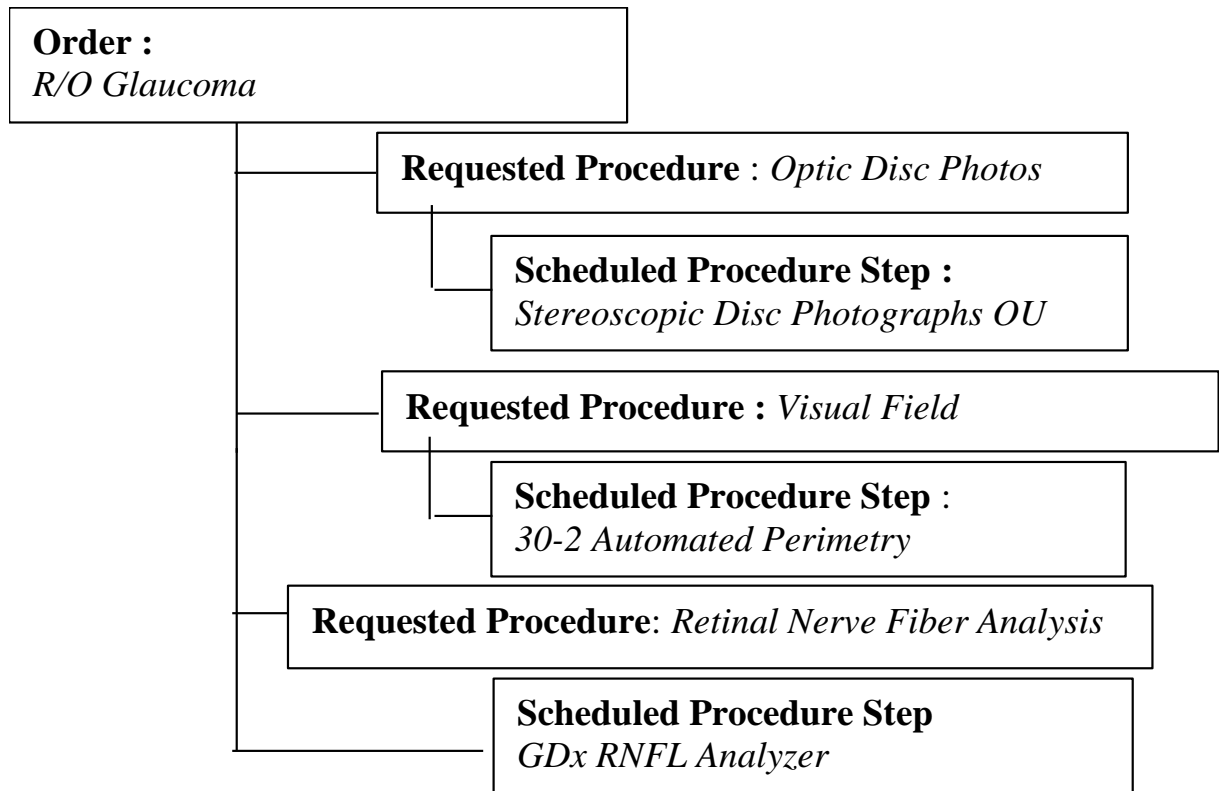 Order :
R/O Glaucoma
Requested Procedure : Optic Disc Photos
Scheduled Procedure Step :
Stereoscopic Disc Photographs OU
Requested Procedure : Visual Field
Scheduled Procedure Step :
30-2 Automated Perimetry
Requested Procedure: Retinal Nerve Fiber Analysis
Scheduled Procedure Step
GDx RNFL Analyzer